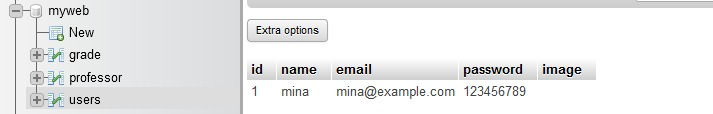 myweb
New
grade
professor
users
Extra options
id name email password image
1 mina mina@example.com 123456789